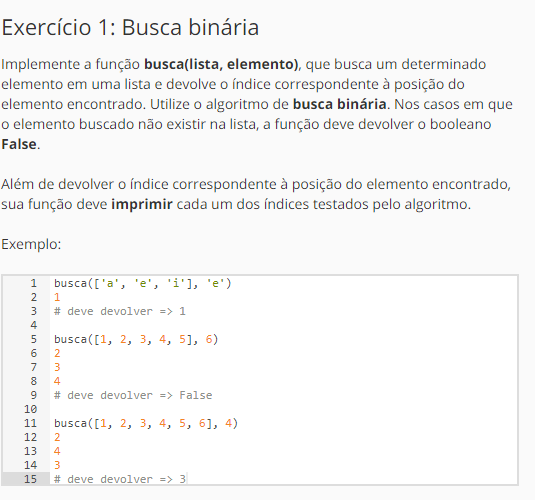 Exercício 1: Busca binária
Implemente a função busca(lista, elemento), que busca um determinado
elemento em uma lista e devolve o índice correspondente à posição do
elemento encontrado. Utilize o algoritmo de busca binária. Nos casos em que
o elemento buscado não existir na lista, a função deve devolver o booleano
False.
Além de devolver o índice correspondente à posição do elemento encontrado,
sua função deve imprimir cada um dos índices testados pelo algoritmo.
Exemplo:
1 busca(['a', 'e', 'i'], 'e')
2 1
3 # deve devolver => 1
4
5 busca([1, 2, 3, 4, 5], 6)
6 2
7 3
8 4
9 # deve devolver => False
10
11 busca([1, 2, 3, 4, 5, 6], 4)
12 2
13 4
14 3
15 # deve devolver => 3